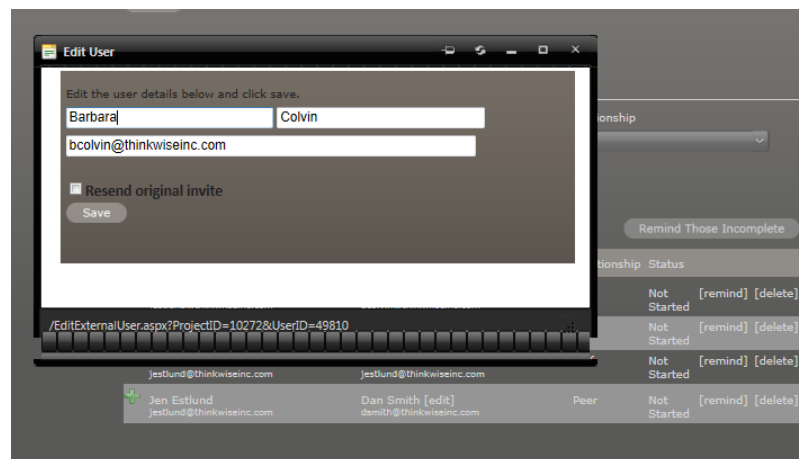 Edit User
Edit the user details below and click save.
Barbara Colvin
bcolvin@thinkwiseinc.com
Resend original invite
Save
/EditExternalUser.aspx?ProjectID=10272&UserID=49810
ionship
Remind Those Incomplete
tionship Status
Not Started [remind] [delete]
Not Started [remind] [delete]
Not Started [remind] [delete]
jestlund@thinkwiseinc.com jestlund@thinkwiseinc.com
Jen Estlund Dan Smith [edit] Peer Not Started [remind] [delete]
jestlund@thinkwiseinc.com dsmith@thinkwiseinc.com